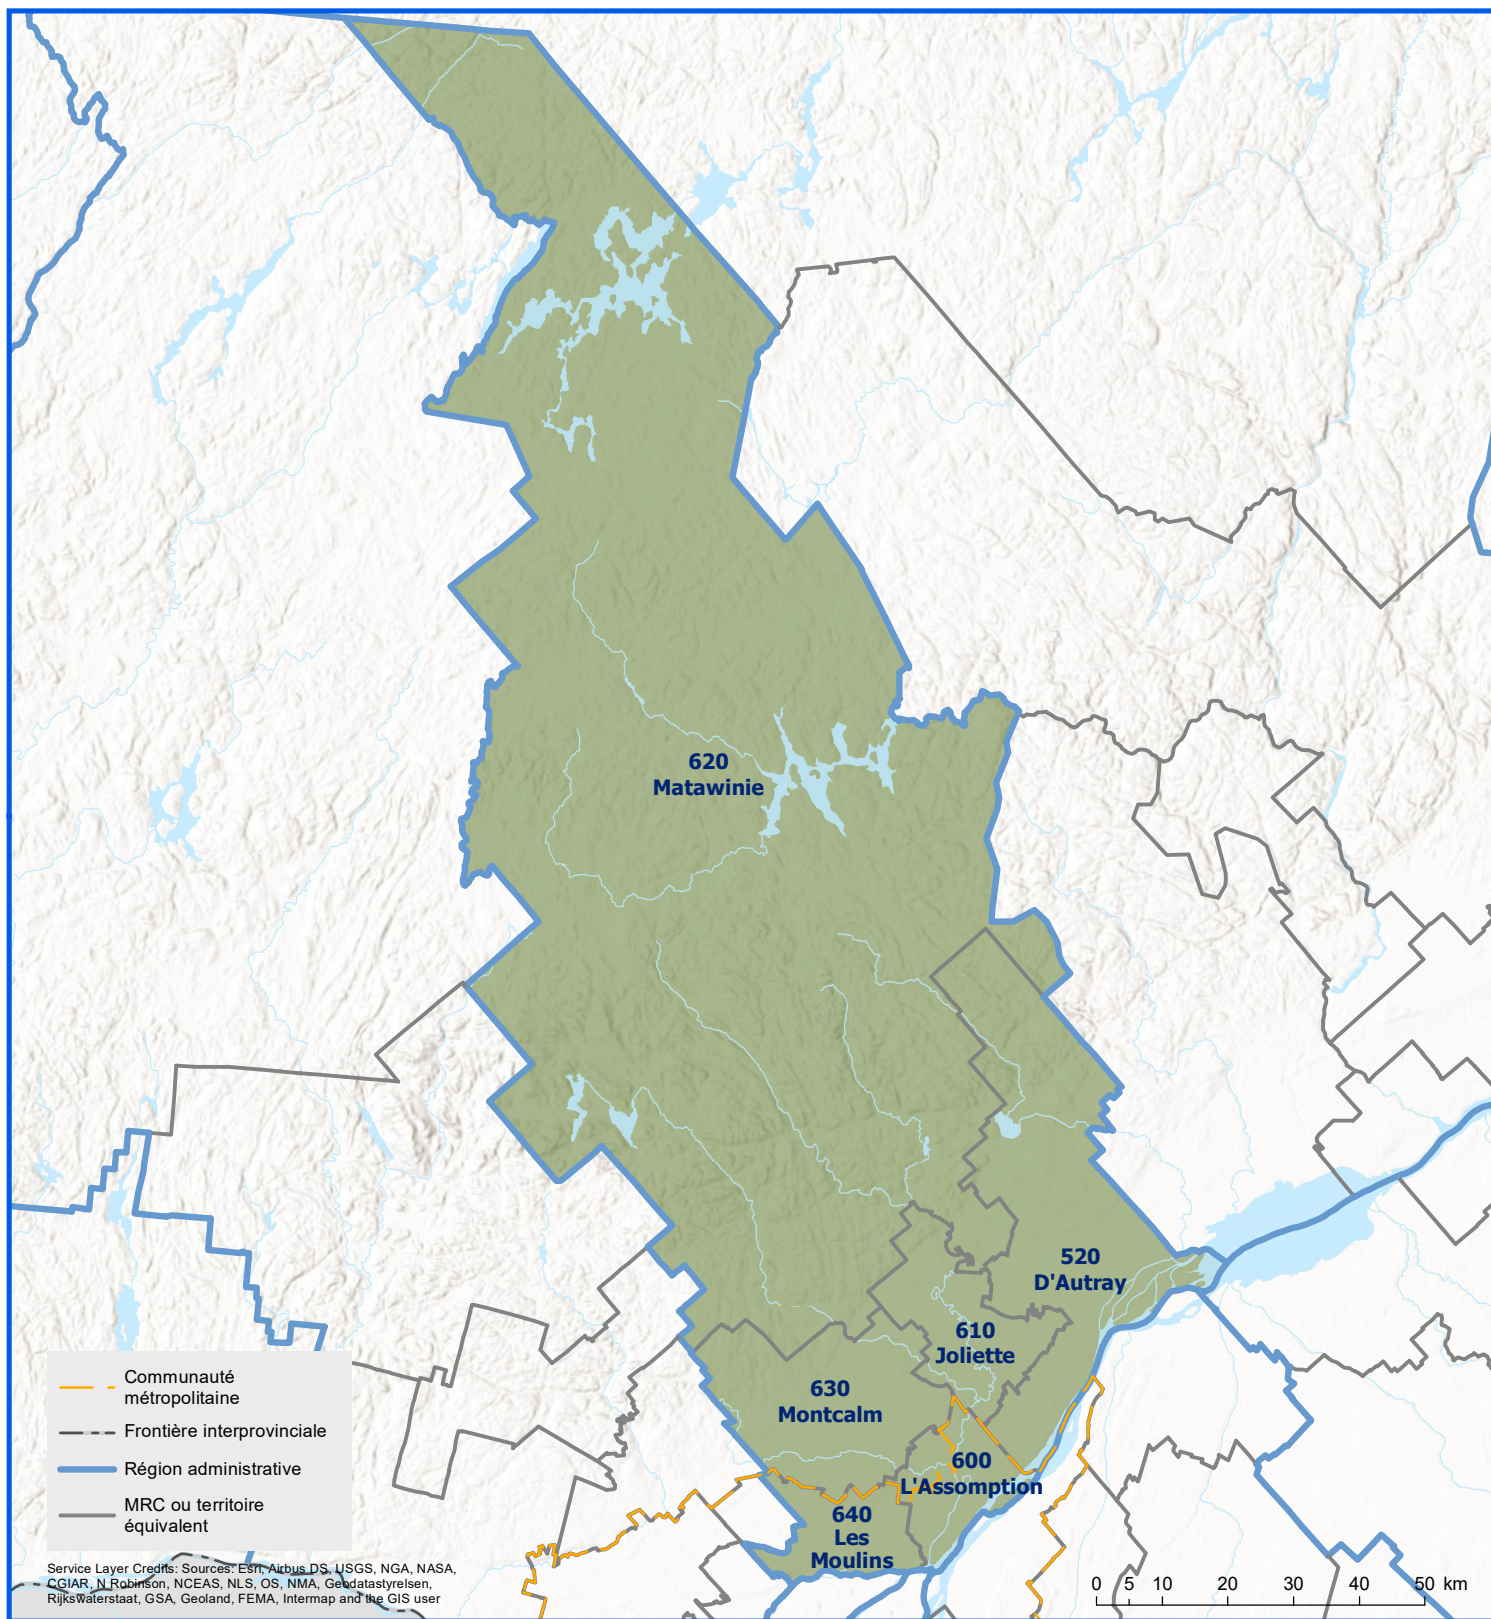 620
Matawinie
520
D'Autray
610
Joliette
630
Montcalm
600
L'Assomption
640
Les
Moulins
Communauté
métropolitaine
Frontière interprovinciale
Région administrative
MRC ou territoire
équivalent
Service Layer Credits: Sources: Esri, Airbus DS, USGS, NGA, NASA,
CGIAR, N Robinson, NCEAS, NLS, OS, NMA, Geodatastyrelsen,
Rijkswaterstaat, GSA, Geoland, FEMA, Intermap and the GIS user
0 5 10 20 30 40 50 km